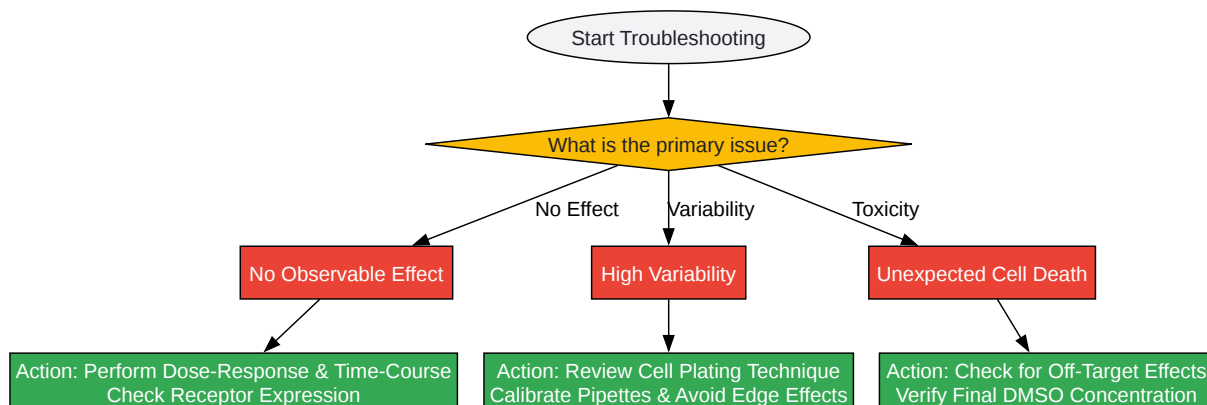 Start Troubleshooting
What is the primary issue?
No Effect
Variability
Toxicity
No Observable Effect
High Variability
Unexpected Cell Death
Action: Perform Dose-Response & Time-Course
Check Receptor Expression
Action: Review Cell Plating Technique
Calibrate Pipettes & Avoid Edge Effects
Action: Check for Off-Target Effects
Verify Final DMSO Concentration